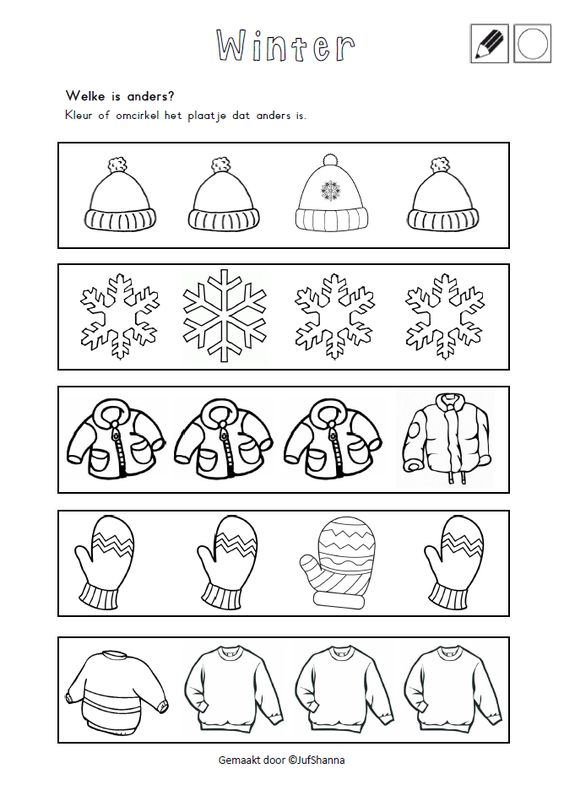 Winter
Welke is anders?
Kleur of omcirkel het plaatje dat anders is.
Gemaakt door ©JufShanna